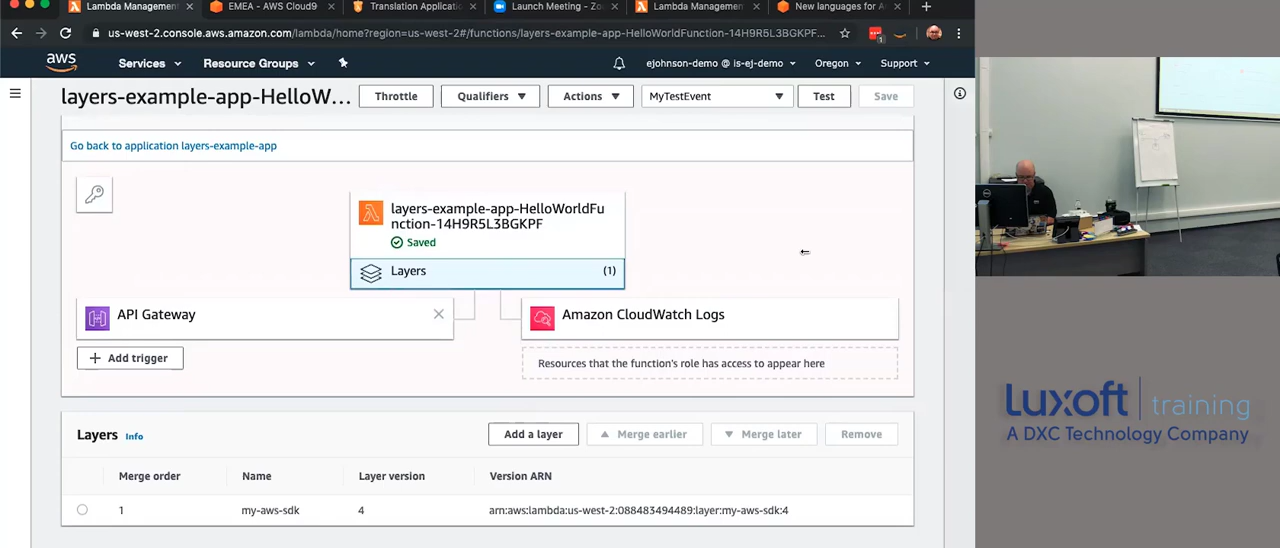 Lambda Management
EMEA - AWS Cloud9
Translation Applicatio
Launch Meeting - Zo
Lambda Management
New languages for A
us-west-2.console.aws.amazon.com/lambda/home?region=us-west-2#/functions/layers-example-app-HelloWorldFunction-14H9R5L3BGKPF...
aws
Services
Resource Groups
ejohnson-demo @ is-ej-demo
Oregon
Support
layers-example-app-HelloW...
Throttle
Qualifiers
Actions
MyTestEvent
Test
Save
Go back to application layers-example-app
layers-example-app-HelloWorldFu
nction-14H9R5L3BGKPF
Saved
Layers
(1)
API Gateway
Amazon CloudWatch Logs
Add trigger
Resources that the function's role has access to appear here
Layers Info
Add a layer
Merge earlier
Merge later
Remove
Merge order Name Layer version Version ARN
1 my-aws-sdk 4 arn:aws:lambda:us-west-2:088483494489:layer:my-aws-sdk:4
DELL
luxoft training
A DXC Technology Company